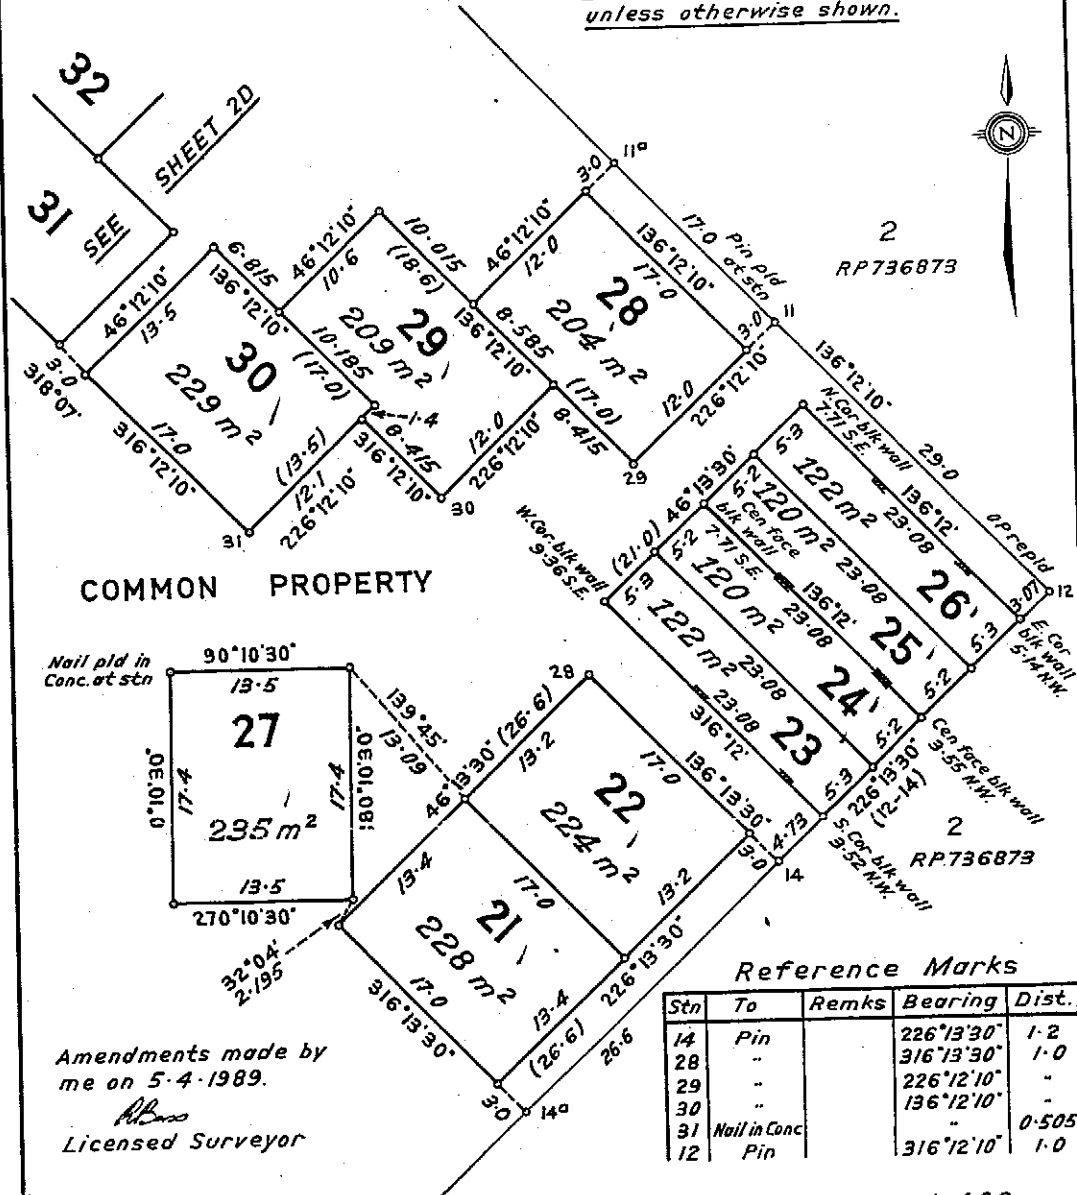 unless otherwise shown.
32
31
SEE
SHEET 2D
N
2
RP736873
11ª
3·0
17·0
Pin pld
at stn
11
3·0
136°12'10"
29·0
OPrepld
12
3·07
46°12'10"
12·0
136°12'10"
17·0
28
204 m²
8·585
(17·0)
8·415
12·0
226°12'10"
29
46°12'10"
10·6
10·015
(18·6)
136°12'10"
29
209 m²
10·185
(17·0)
1·4
8·415
316°12'10"
12·0
226°12'10"
30
6·815
136°12'10"
46°12'10"
13·5
30
229 m²
3·0
318°07'
17·0
316°12'10"
(13·5)
12·1
226°12'10"
31
N. Cor. blk wall
7·71 S.E.
46°13'30"
(21·0)
5·3
5·2
5·2
5·3
Cen face
blk wall
7·71 S.E.
W. Cor. blk wall
9·36 S.E.
122 m²
136°12'
23·08
26
120 m²
23·08
25
120 m²
136°12'
23·08
24
122 m²
23·08
23
23·08
316°12'
5·3
5·2
5·2
5·3
E. Cor
blk wall
5·14 N.W.
Cen face blk wall
3·55 N.W.
226°13'30"
(12-14)
S. Cor blk wall
3·52 N.W.
4·73
2
RP.736873
COMMON PROPERTY
Nail pld in
Conc. at stn
90°10'30"
13·5
27
0°10'30"
17·4
17·4
180°10'30"
235 m²
13·5
270°10'30"
32°04'
2·195
139°45'
13·09
28
46°13'30"
(26·6)
13·2
17·0
136°13'30"
22
224 m²
3·0
14
13·2
17·0
13·4
21
228 m²
17·0
316°13'30"
13·4
226°13'30"
(26·6)
26·6
3·0
14ª
Amendments made by
me on 5·4·1989.
Licensed Surveyor
Reference Marks
Stn To Remks Bearing Dist.
14 Pin 226°13'30" 1·2
28 " 316°13'30" 1·0
29 " 226°12'10" "
30 " 136°12'10" "
31 Nail in Conc " 0·505
12 Pin 316°12'10" 1·0